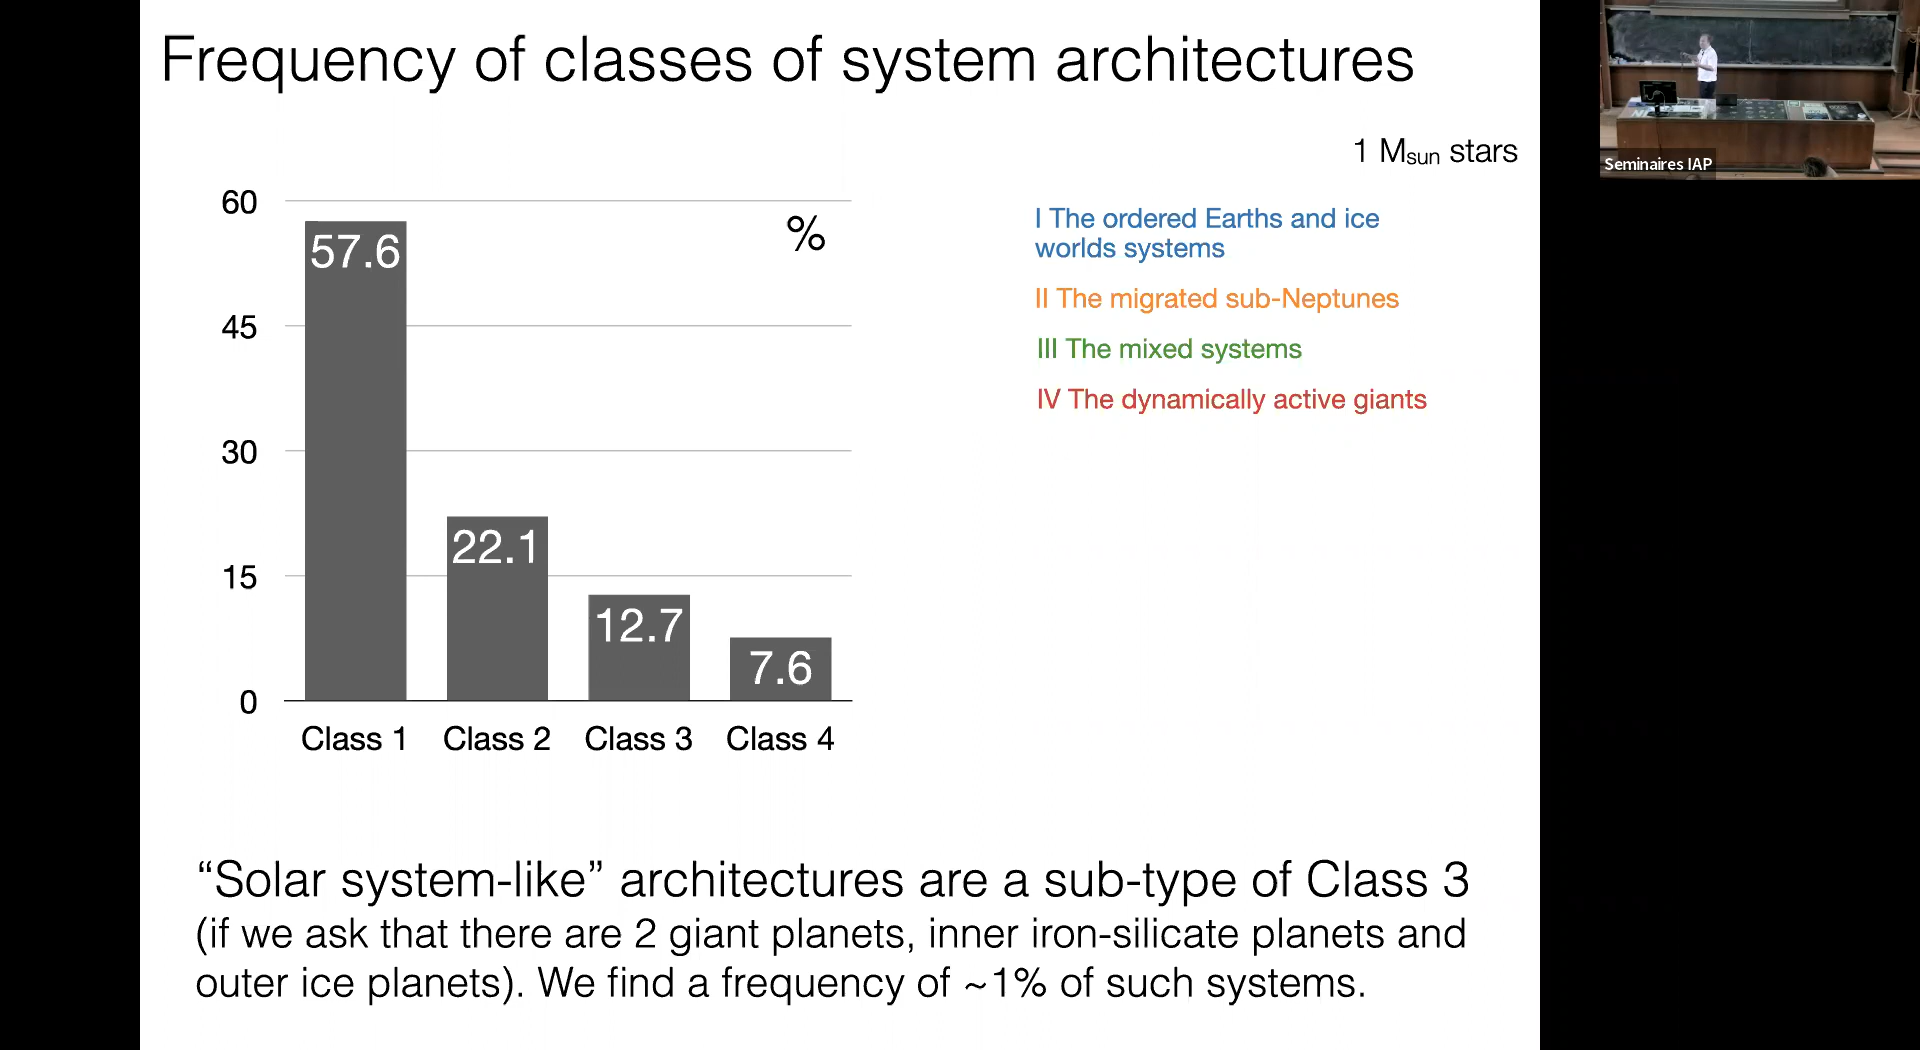 Frequency of classes of system architectures
1 Msun stars
60
45
30
15
0
%
57.6
22.1
12.7
7.6
Class 1
Class 2
Class 3
Class 4
I The ordered Earths and ice
worlds systems
II The migrated sub-Neptunes
III The mixed systems
IV The dynamically active giants
“Solar system-like” architectures are a sub-type of Class 3
(if we ask that there are 2 giant planets, inner iron-silicate planets and
outer ice planets). We find a frequency of ~1% of such systems.
Seminaires IAP